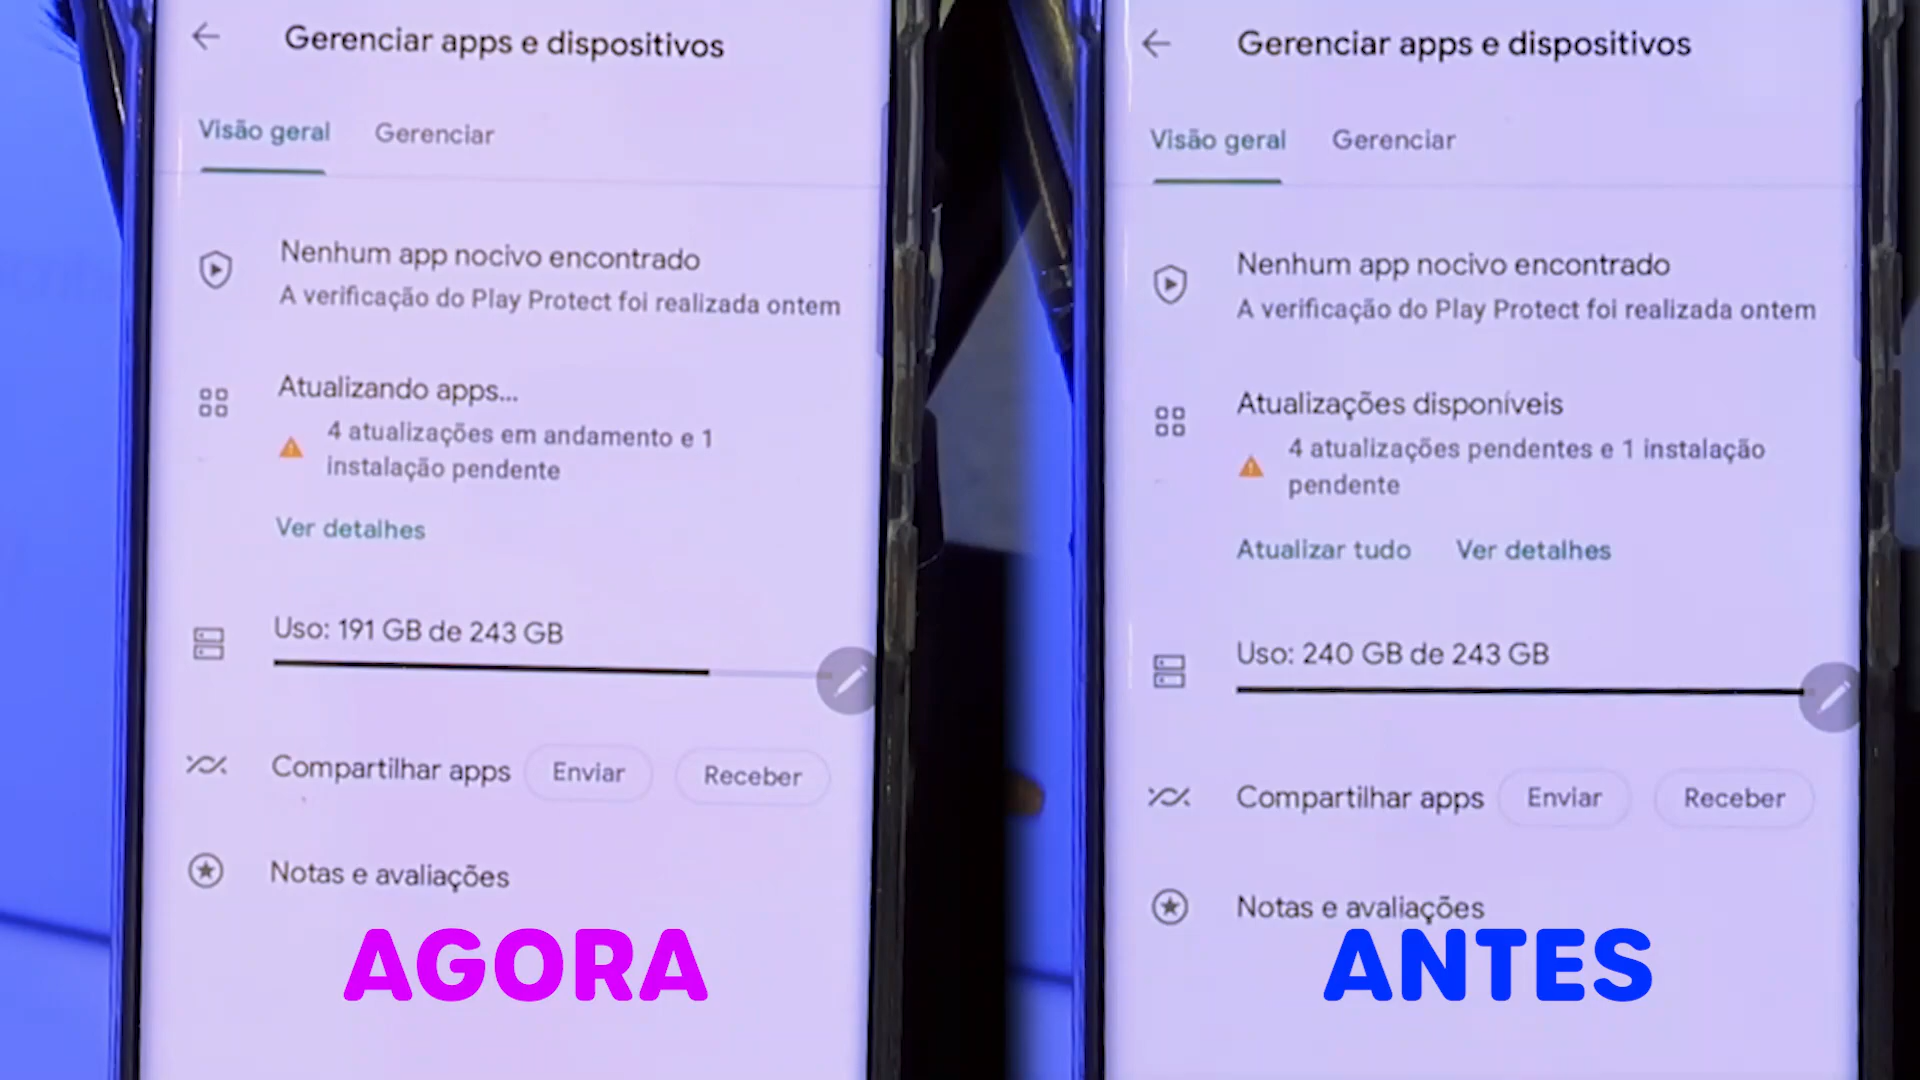 Gerenciar apps e dispositivos
Visão geral
Gerenciar
Nenhum app nocivo encontrado
A verificação do Play Protect foi realizada ontem
Atualizando apps...
4 atualizações em andamento e 1
instalação pendente
Ver detalhes
Uso: 191 GB de 243 GB
Compartilhar apps
Enviar
Receber
Notas e avaliações
AGORA
Gerenciar apps e dispositivos
Visão geral
Gerenciar
Nenhum app nocivo encontrado
A verificação do Play Protect foi realizada ontem
Atualizações disponíveis
4 atualizações pendentes e 1 instalação
pendente
Atualizar tudo
Ver detalhes
Uso: 240 GB de 243 GB
Compartilhar apps
Enviar
Receber
Notas e avaliações
ANTES